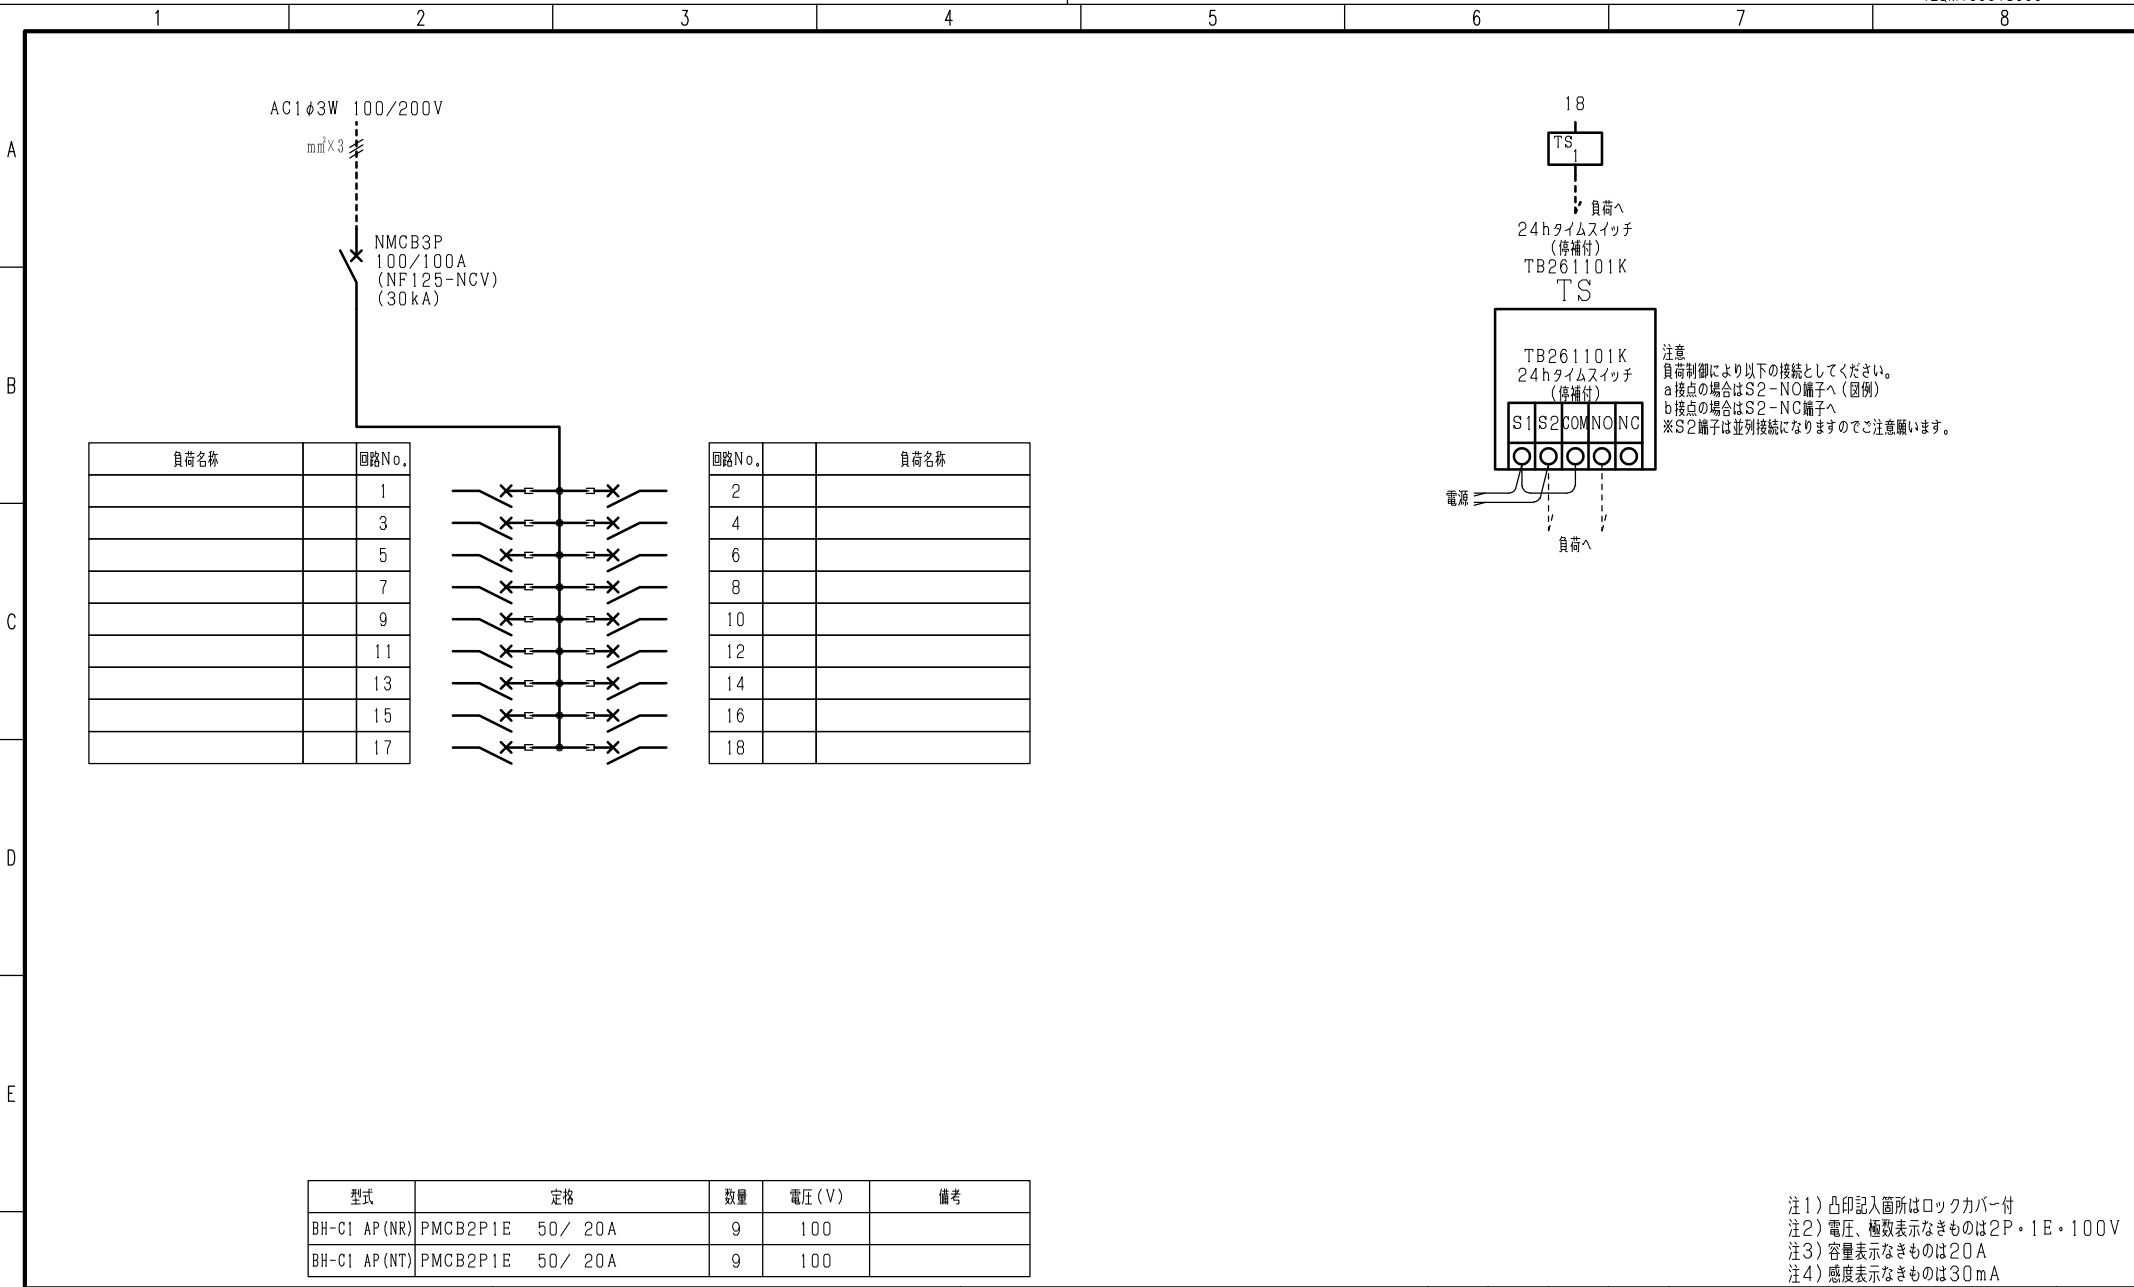 1 2 3 4 5 6 7 8
A
B
C
D
E
AC1φ3W 100/200V
mm²×3
NMCB3P
100/100A
(NF125-NCV)
(30kA)
負荷名称 回路No.
1
3
5
7
9
11
13
15
17
回路No. 負荷名称
2
4
6
8
10
12
14
16
18
18
TS
1
負荷へ
24hタイムスイッチ
(停補付)
TB261101K
TS
TB261101K
24hタイムスイッチ
(停補付)
S1 S2 COM NO NC
電源
負荷へ
注意
負荷制御により以下の接続としてください。
a接点の場合はS2-NO端子へ(図例)
b接点の場合はS2-NC端子へ
※S2端子は並列接続になりますのでご注意願います。
型式 定格 数量 電圧(V) 備考
BH-C1 AP(NR) PMCB2P1E 50/ 20A 9 100
BH-C1 AP(NT) PMCB2P1E 50/ 20A 9 100
注1)凸印記入箇所はロックカバー付
注2)電圧、極数表示なきものは2P・1E・100V
注3)容量表示なきものは20A
注4)感度表示なきものは30mA